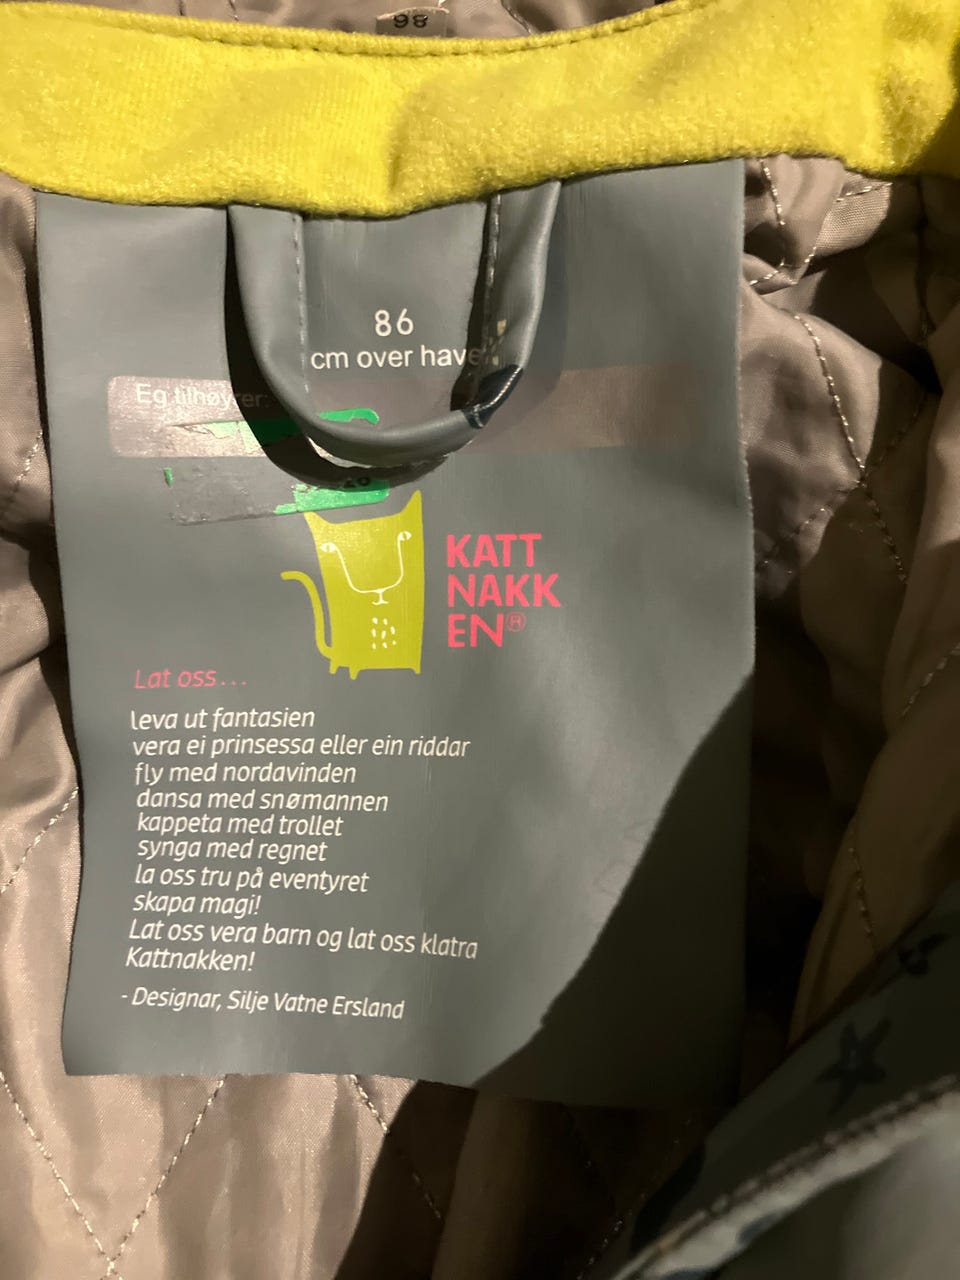 98
86
cm over have
Eg tilhøyrer:
KATT
NAKK
EN®
Lat oss...
leva ut fantasien
vera ei prinsessa eller ein riddar
fly med nordavinden
dansa med snømannen
kappeta med trollet
synga med regnet
la oss tru på eventyret
skapa magi!
Lat oss vera barn og lat oss klatra
Kattnakken!
- Designar, Silje Vatne Ersland